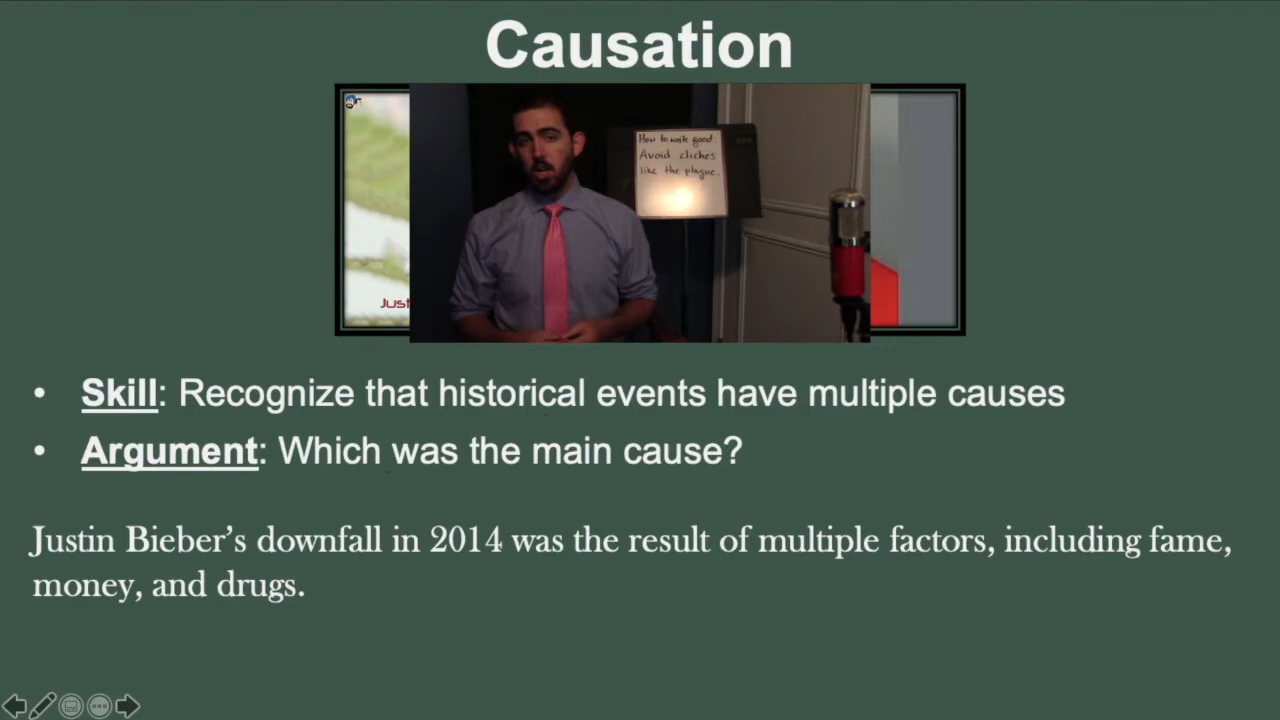 Causation
How to write good.
Avoid cliches
like the plague.
Just
• Skill: Recognize that historical events have multiple causes
• Argument: Which was the main cause?
Justin Bieber’s downfall in 2014 was the result of multiple factors, including fame,
money, and drugs.